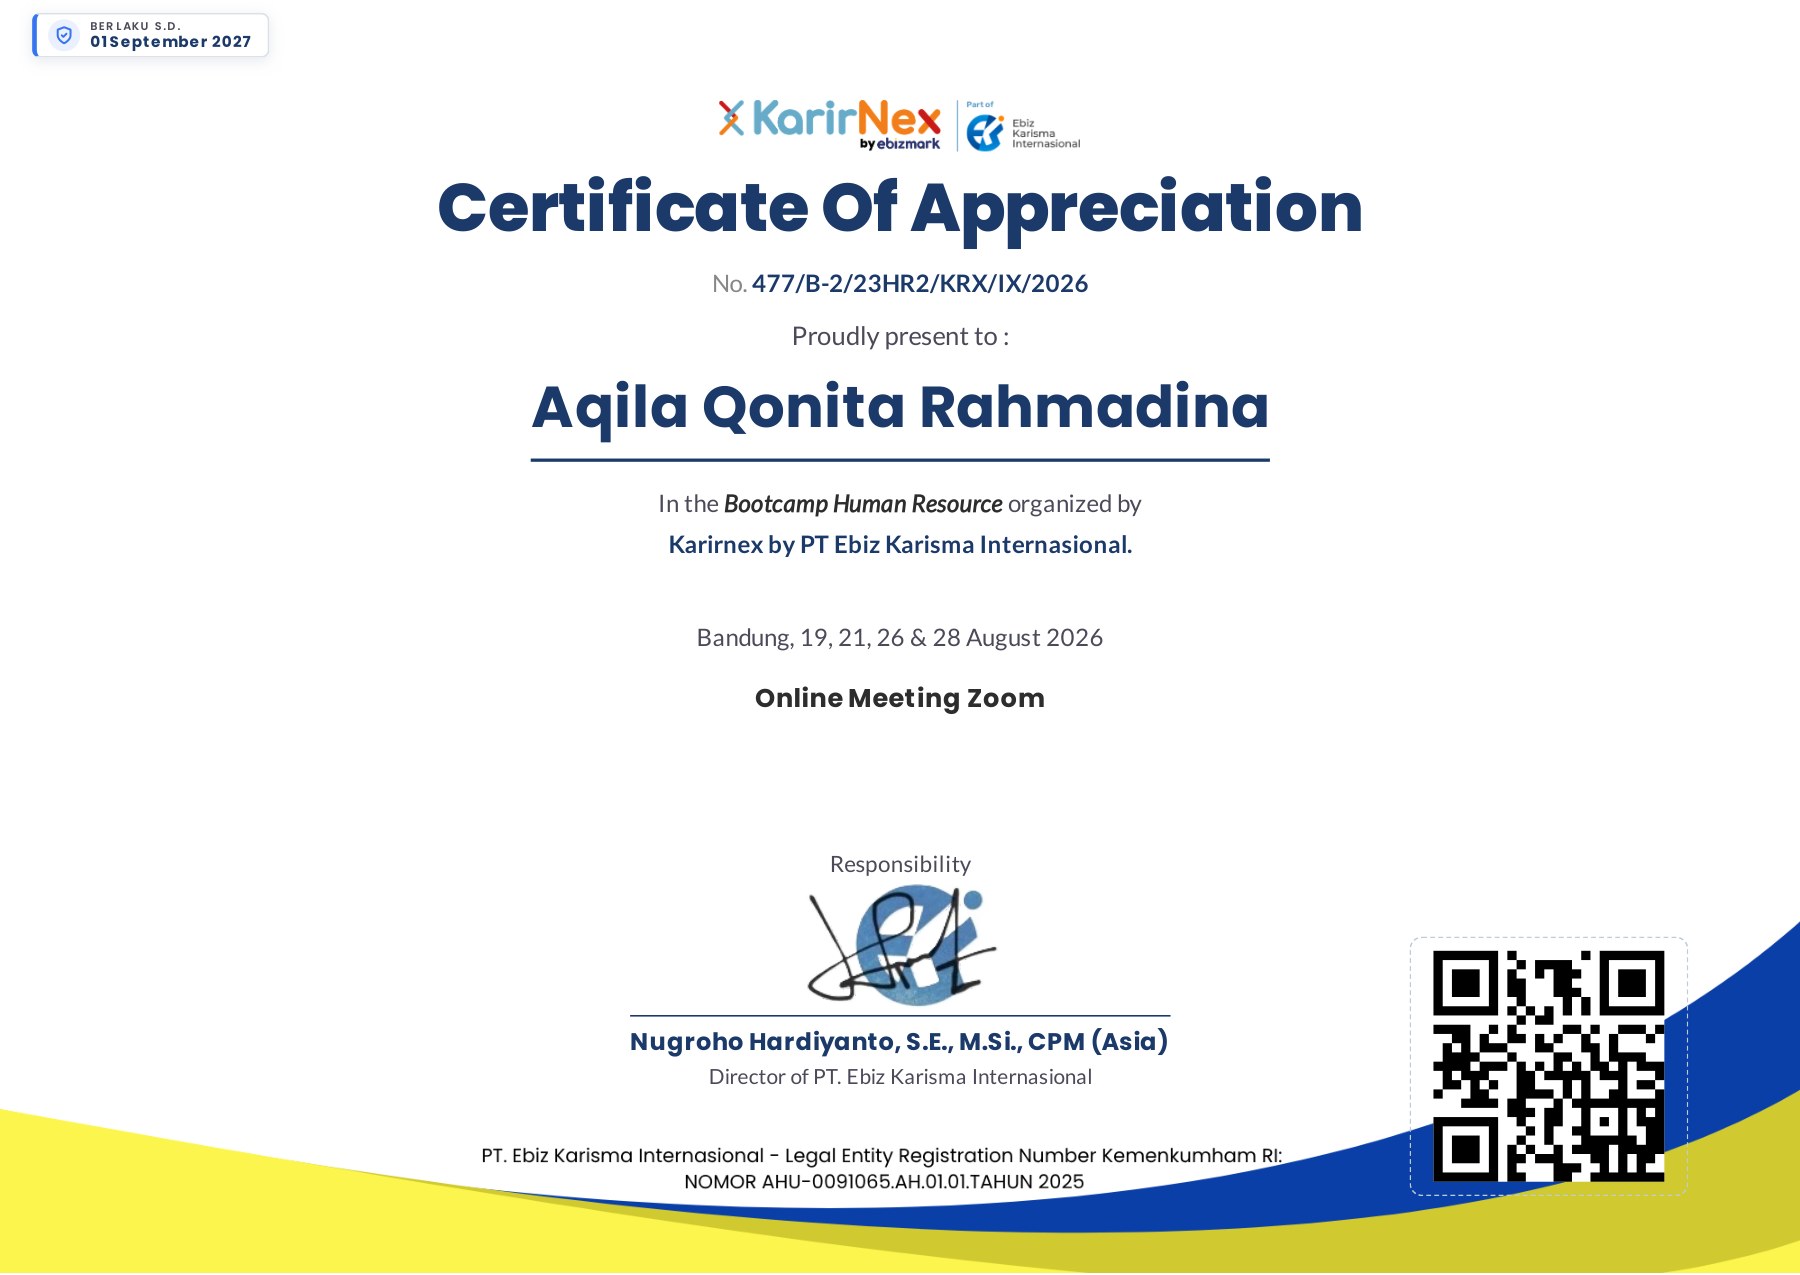 BERLAKU S.D.
01 September 2027
KarirNex
by ebizmark
Part of
Ebiz
Karisma
Internasional
Certificate Of Appreciation
No. 477/B-2/23HR2/KRX/IX/2026
Proudly present to :
Aqila Qonita Rahmadina
In the Bootcamp Human Resource organized by
Karirnex by PT Ebiz Karisma Internasional.
Bandung, 19, 21, 26 & 28 August 2026
Online Meeting Zoom
Responsibility
Nugroho Hardiyanto, S.E., M.Si., CPM (Asia)
Director of PT. Ebiz Karisma Internasional
PT. Ebiz Karisma Internasional - Legal Entity Registration Number Kemenkumham RI:
NOMOR AHU-0091065.AH.01.01.TAHUN 2025